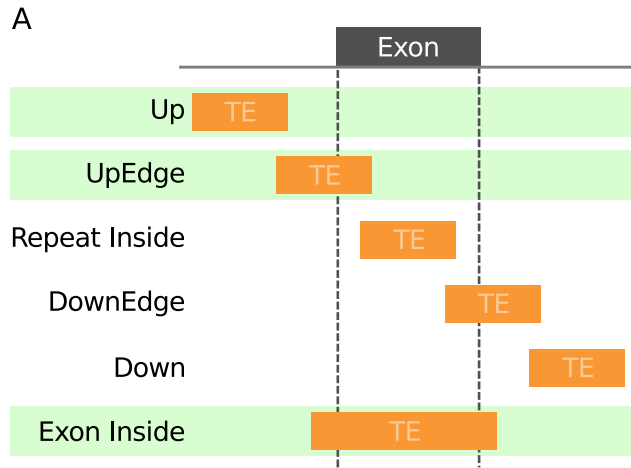 A
Exon
Up TE
UpEdge TE
Repeat Inside TE
DownEdge TE
Down TE
Exon Inside TE